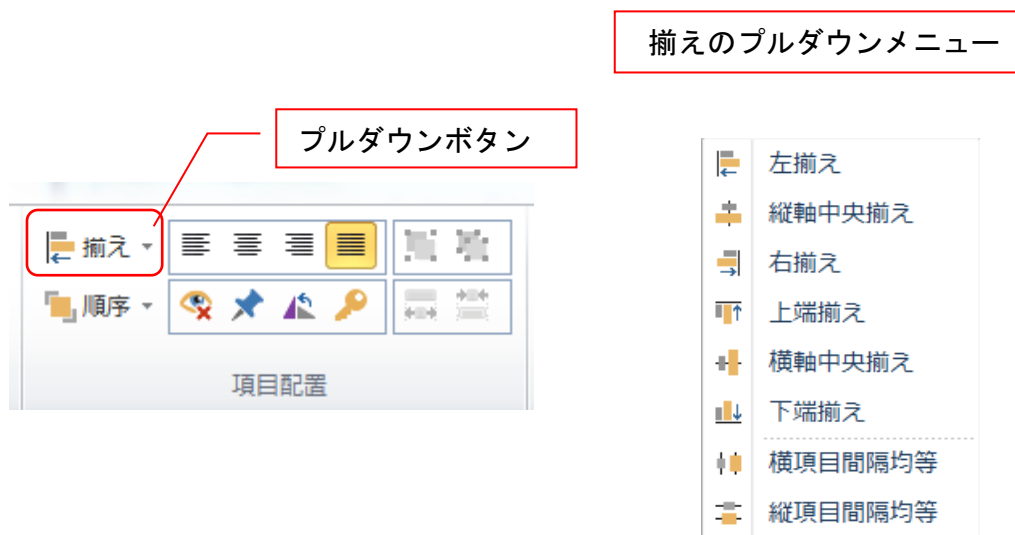 揃えのプルダウンメニュー
プルダウンボタン
揃え
順序
項目配置
左揃え
縦軸中央揃え
右揃え
上端揃え
横軸中央揃え
下端揃え
横項目間隔均等
縦項目間隔均等